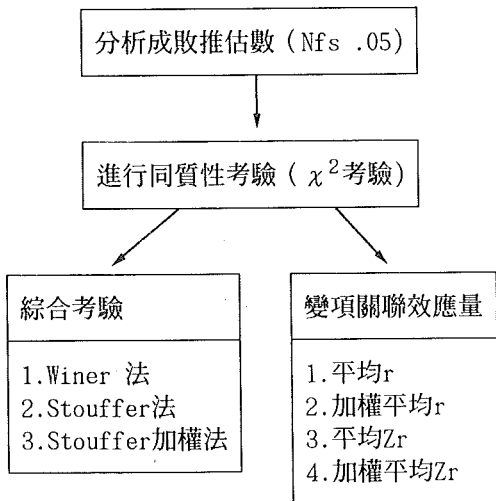 分析成敗推估數(Nfs .05)
進行同質性考驗(χ²考驗)
綜合考驗
1.Winer 法
2.Stouffer法
3.Stouffer加權法
變項關聯效應量
1.平均r
2.加權平均r
3.平均Zr
4.加權平均Zr